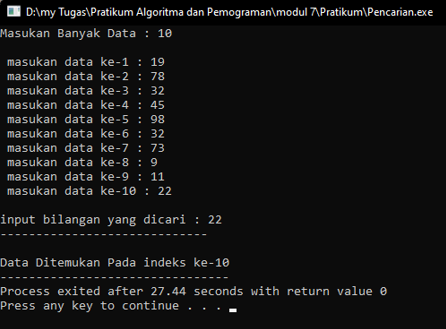 D:\my Tugas\Pratikum Algoritma dan Pemograman\modul 7\Pratikum\Pencarian.exe
Masukan Banyak Data : 10
masukan data ke-1 : 19
masukan data ke-2 : 78
masukan data ke-3 : 32
masukan data ke-4 : 45
masukan data ke-5 : 98
masukan data ke-6 : 32
masukan data ke-7 : 73
masukan data ke-8 : 9
masukan data ke-9 : 11
masukan data ke-10 : 22
input bilangan yang dicari : 22
-----------------------------
Data Ditemukan Pada indeks ke-10
--------------------------------
Process exited after 27.44 seconds with return value 0
Press any key to continue . . .